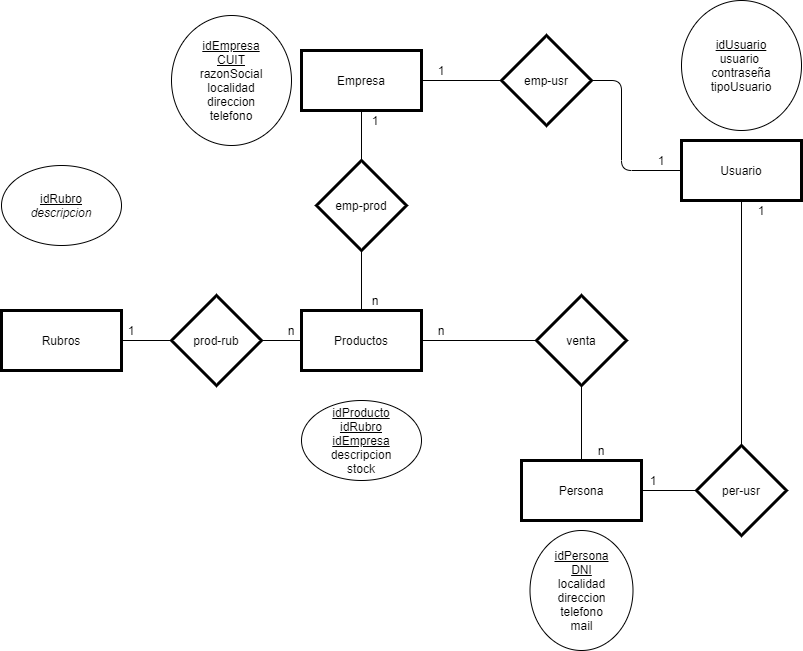 idEmpresa
CUIT
razonSocial
localidad
direccion
telefono
Empresa
1
1
emp-usr
idUsuario
usuario
contraseña
tipoUsuario
1
Usuario
1
idRubro
descripcion
emp-prod
n
Rubros
1
prod-rub
n
Productos
n
venta
idProducto
idRubro
idEmpresa
descripcion
stock
n
Persona
1
per-usr
idPersona
DNI
localidad
direccion
telefono
mail